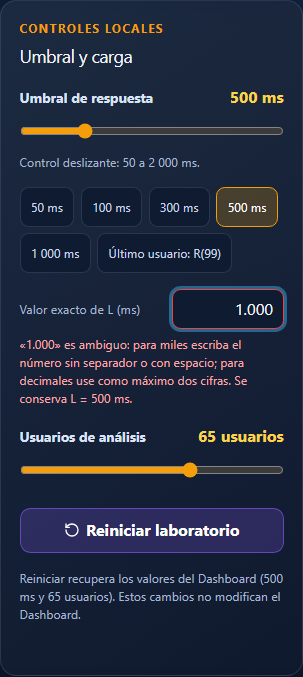 CONTROLES LOCALES
Umbral y carga
Umbral de respuesta 500 ms
Control deslizante: 50 a 2 000 ms.
50 ms 100 ms 300 ms 500 ms
1 000 ms Último usuario: R(99)
Valor exacto de L (ms) 1.000
«1.000» es ambiguo: para miles escriba el
número sin separador o con espacio; para
decimales use como máximo dos cifras. Se
conserva L = 500 ms.
Usuarios de análisis 65 usuarios
Reiniciar laboratorio
Reiniciar recupera los valores del Dashboard (500
ms y 65 usuarios). Estos cambios no modifican el
Dashboard.